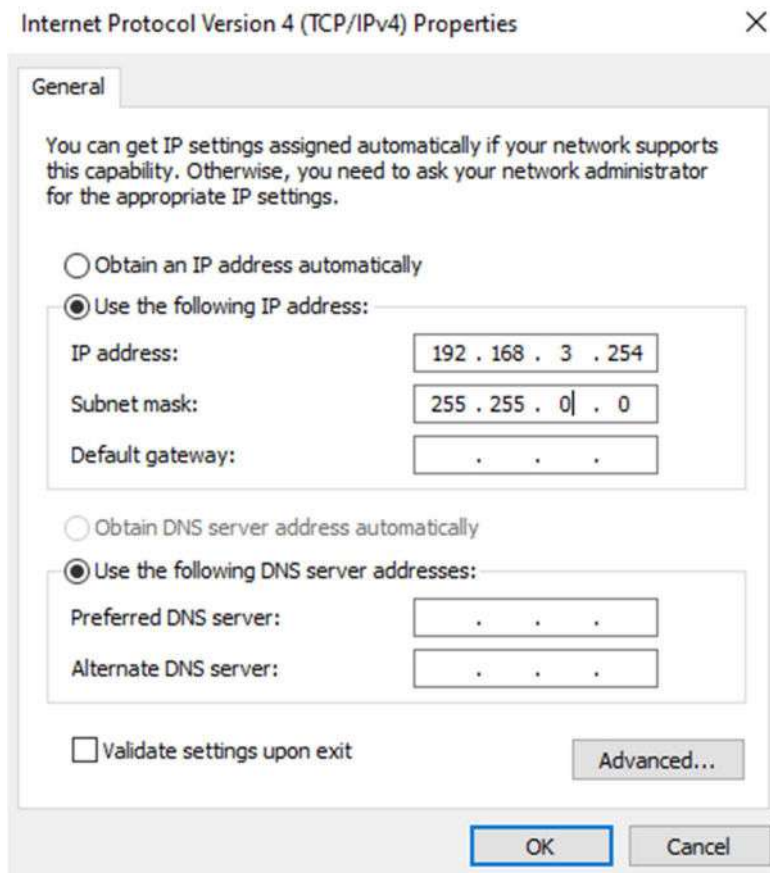 Internet Protocol Version 4 (TCP/IPv4) Properties
General
You can get IP settings assigned automatically if your network supports
this capability. Otherwise, you need to ask your network administrator
for the appropriate IP settings.
Obtain an IP address automatically
Use the following IP address:
IP address: 192 . 168 . 3 . 254
Subnet mask: 255 . 255 . 0 . 0
Default gateway: . . .
Obtain DNS server address automatically
Use the following DNS server addresses:
Preferred DNS server: . . .
Alternate DNS server: . . .
Validate settings upon exit
Advanced...
OK Cancel